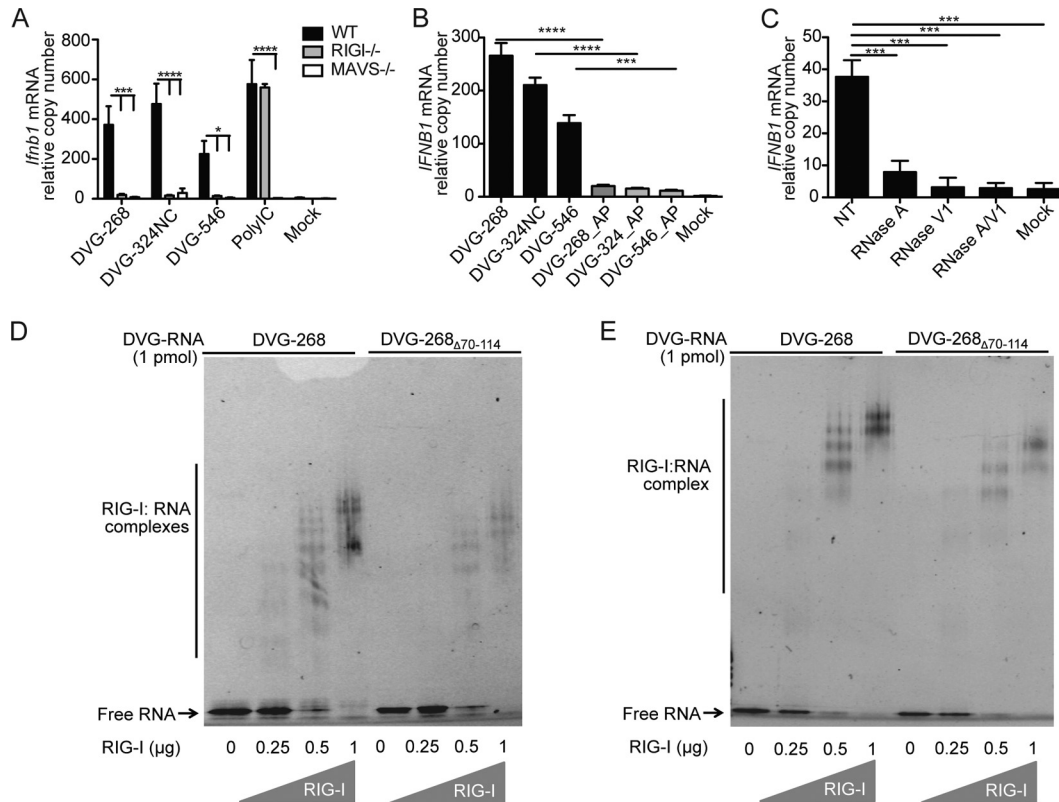 A
Ifnb1 mRNA
relative copy number
800
600
400
200
0
***
****
*
****
WT
RIGI-/-
MAVS-/-
DVG-268
DVG-324NC
DVG-546
PolyIC
Mock
B
IFNB1 mRNA
relative copy number
300
200
100
0
****
****
***
DVG-268
DVG-324NC
DVG-546
DVG-268_AP
DVG-324_AP
DVG-546_AP
Mock
C
IFNB1 mRNA
relative copy number
50
40
30
20
10
0
***
***
***
***
NT
RNase A
RNase V1
RNase A/V1
Mock
D
DVG-RNA
(1 pmol)
DVG-268
DVG-268Δ70-114
RIG-I: RNA
complexes
Free RNA
RIG-I (µg)
0 0.25 0.5 1 0 0.25 0.5 1
RIG-I
RIG-I
E
DVG-RNA
(1 pmol)
DVG-268
DVG-268Δ70-114
RIG-I:RNA
complex
Free RNA
RIG-I (µg)
0 0.25 0.5 1 0 0.25 0.5 1
RIG-I
RIG-I